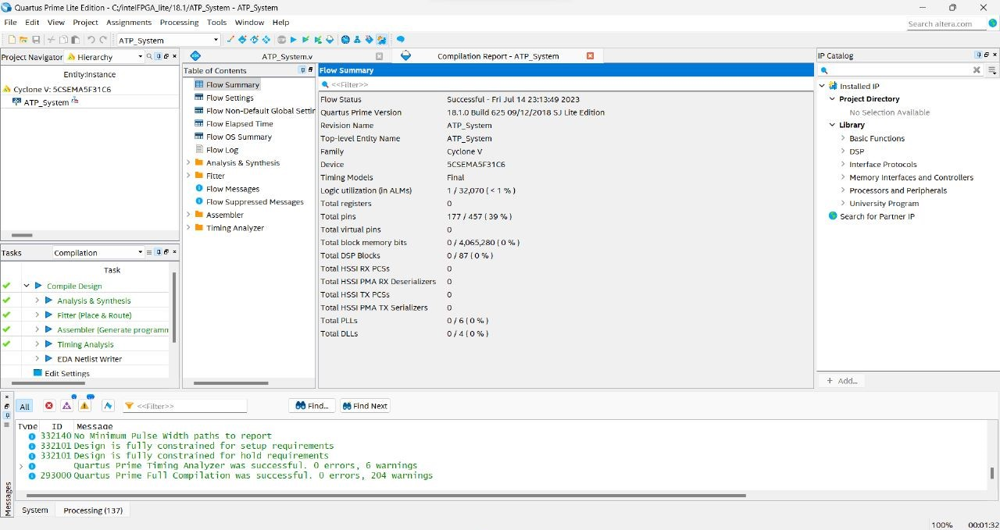 Quartus Prime Lite Edition - C:/intelFPGA_lite/18.1/ATP_System - ATP_System
File Edit View Project Assignments Processing Tools Window Help
Search altera.com
ATP_System
Project Navigator Hierarchy
Entity:Instance
Cyclone V: 5CSEMA5F31C6
ATP_System
Tasks Compilation
Task
Compile Design
Analysis & Synthesis
Fitter (Place & Route)
Assembler (Generate programm
Timing Analysis
EDA Netlist Writer
Edit Settings
ATP_System.v
Compilation Report - ATP_System
Table of Contents
Flow Summary
Flow Settings
Flow Non-Default Global Settir
Flow Elapsed Time
Flow OS Summary
Flow Log
Analysis & Synthesis
Fitter
Flow Messages
Flow Suppressed Messages
Assembler
Timing Analyzer
Flow Summary
<<Filter>>
Flow Status Successful - Fri Jul 14 23:13:49 2023
Quartus Prime Version 18.1.0 Build 625 09/12/2018 SJ Lite Edition
Revision Name ATP_System
Top-level Entity Name ATP_System
Family Cyclone V
Device 5CSEMA5F31C6
Timing Models Final
Logic utilization (in ALMs) 1 / 32,070 ( < 1 % )
Total registers 0
Total pins 177 / 457 ( 39 % )
Total virtual pins 0
Total block memory bits 0 / 4,065,280 ( 0 % )
Total DSP Blocks 0 / 87 ( 0 % )
Total HSSI RX PCSs 0
Total HSSI PMA RX Deserializers 0
Total HSSI TX PCSs 0
Total HSSI PMA TX Serializers 0
Total PLLs 0 / 6 ( 0 % )
Total DLLs 0 / 4 ( 0 % )
IP Catalog
Installed IP
Project Directory
No Selection Available
Library
Basic Functions
DSP
Interface Protocols
Memory Interfaces and Controllers
Processors and Peripherals
University Program
Search for Partner IP
+ Add...
All <<Filter>> Find... Find Next
Type ID Message
332140 No Minimum Pulse Width paths to report
332101 Design is fully constrained for setup requirements
332101 Design is fully constrained for hold requirements
Quartus Prime Timing Analyzer was successful. 0 errors, 6 warnings
293000 Quartus Prime Full Compilation was successful. 0 errors, 204 warnings
Messages
System Processing (137)
100% 00:01:32